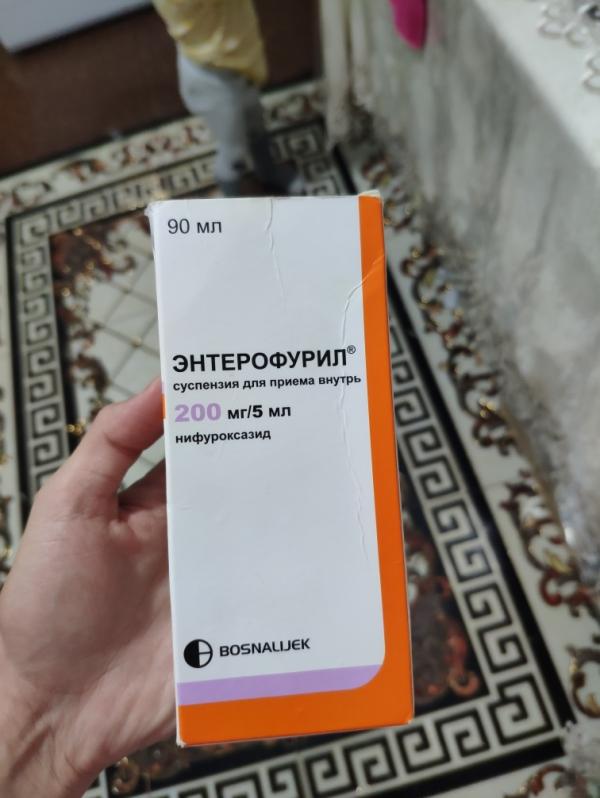 90 мл
ЭНТЕРОФУРИЛ®
суспензия для приема внутрь
200 мг/5 мл
нифуроксазид
BOSNALIJEK